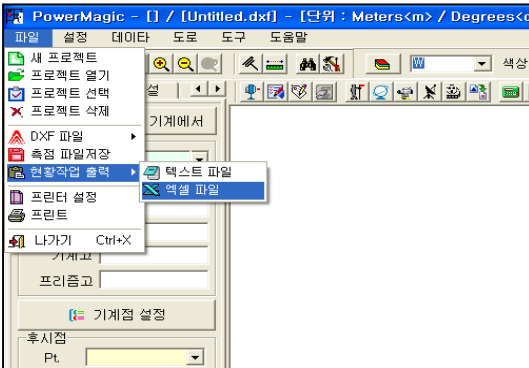 PowerMagic - [] / [Untitled.dxf] - [단위 : Meters<m> / Degrees<
파일 설정 데이타 도로 도구 도움말
새 프로젝트
프로젝트 열기
프로젝트 선택
프로젝트 삭제
DXF 파일
측점 파일저장
현황작업 출력
프린터 설정
프린트
나가기 Ctrl+X
텍스트 파일
엑셀 파일
색상
설
기계에서
기계고
프리즘고
기계점 설정
후시점
Pt.